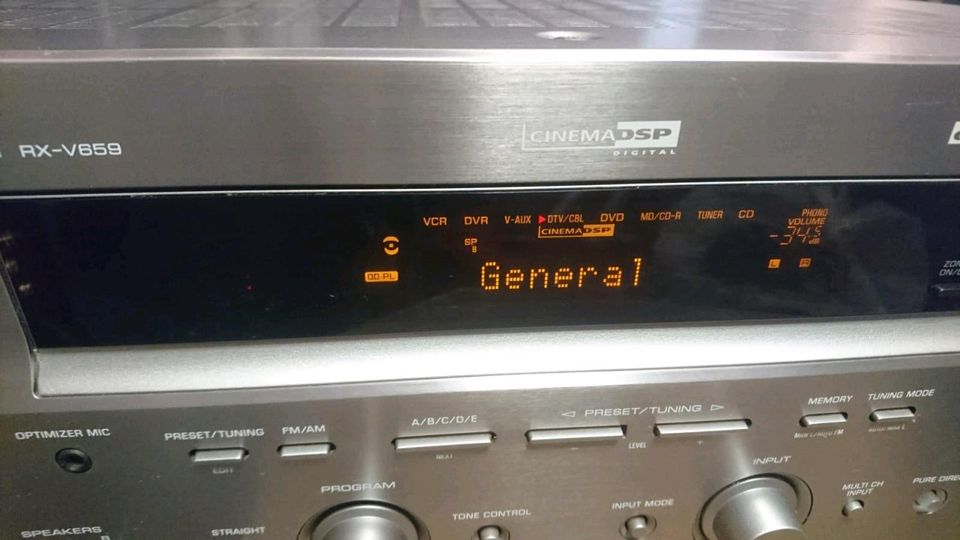 RX-V659
CINEMA DSP
DIGITAL
VCR DVR V-AUX DTV/CBL DVD MD/CD-R TUNER CD PHONO
VOLUME
CINEMA DSP
-34.5 dB
SP
B
L R
General
OPTIMIZER MIC
PRESET/TUNING
EDIT
FM/AM
A/B/C/D/E
NEXT
PRESET/TUNING
- LEVEL +
MEMORY
TUNING MODE
PROGRAM
INPUT
MULTI CH
INPUT
SPEAKERS
B
STRAIGHT
TONE CONTROL
INPUT MODE